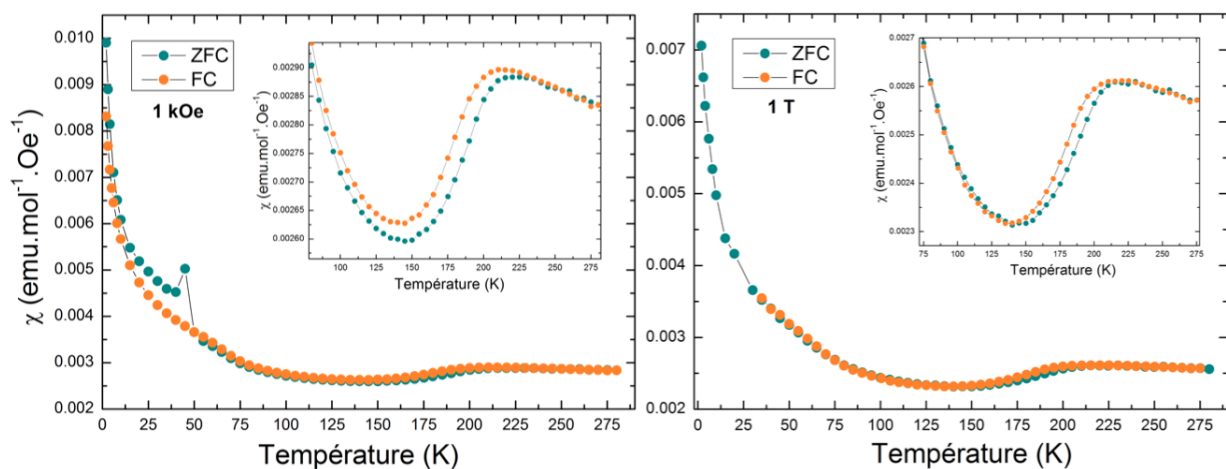 χ (emu.mol⁻¹.Oe⁻¹)
0.010
0.009
0.008
0.007
0.006
0.005
0.004
0.003
0.002
ZFC
FC
1 kOe
χ (emu.mol⁻¹.Oe⁻¹)
0.00290
0.00285
0.00280
0.00275
0.00270
0.00265
0.00260
100 125 150 175 200 225 250 275
Température (K)
0 25 50 75 100 125 150 175 200 225 250 275
Température (K)
χ (emu.mol⁻¹.Oe⁻¹)
0.007
0.006
0.005
0.004
0.003
0.002
ZFC
FC
1 T
χ (emu.mol⁻¹.Oe⁻¹)
0.0027
0.0026
0.0025
0.0024
0.0023
75 100 125 150 175 200 225 250 275
Température (K)
0 25 50 75 100 125 150 175 200 225 250 275
Température (K)